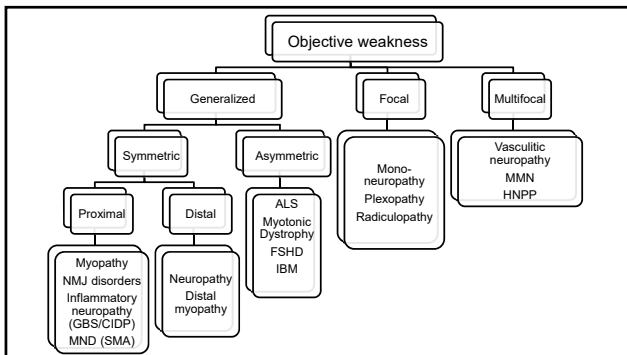 Objective weakness
Generalized
Focal
Multifocal
Symmetric
Asymmetric
Mono-
neuropathy
Plexopathy
Radiculopathy
Vasculitic
neuropathy
MMN
HNPP
Proximal
Distal
ALS
Myotonic
Dystrophy
FSHD
IBM
Myopathy
NMJ disorders
Inflammatory
neuropathy
(GBS/CIDP)
MND (SMA)
Neuropathy
Distal
myopathy